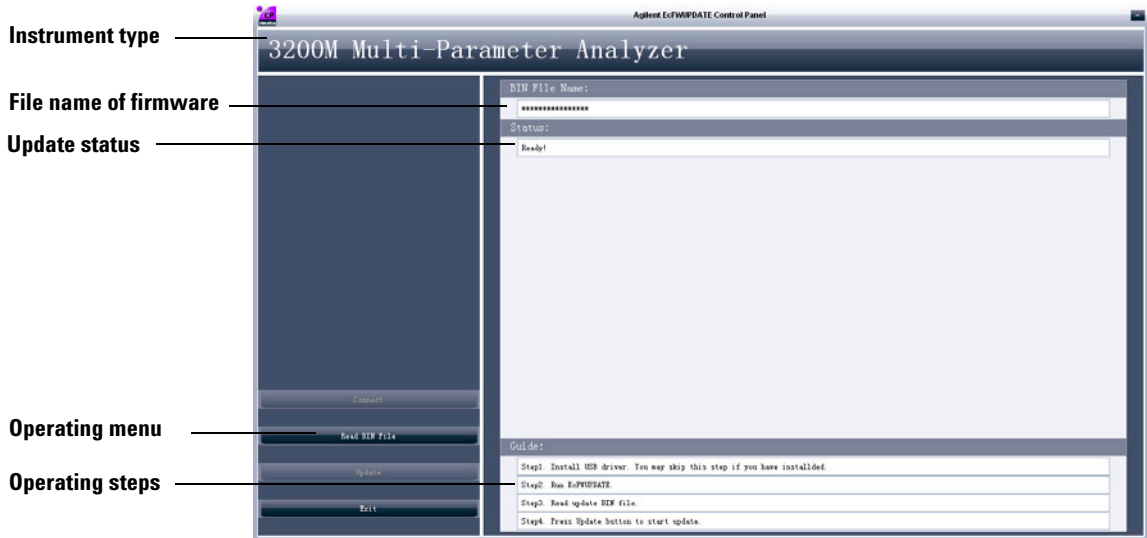 Agilent EcFWUPDATE Control Panel
Instrument type
3200M Multi-Parameter Analyzer
File name of firmware
BIN File Name:
****************
Update status
Status:
Ready!
Connect
Operating menu
Read BIN File
Update
Operating steps
Exit
Guide:
Step1. Install USB driver. You may skip this step if you have installded.
Step2. Run EcFWUPDATE.
Step3. Read update BIN file.
Step4. Press Update button to start update.